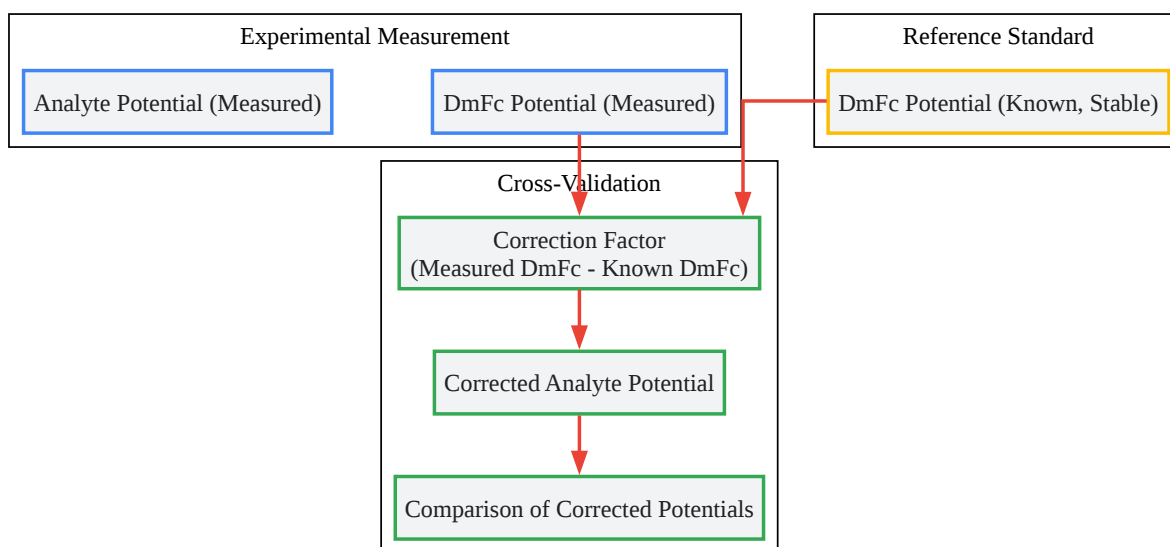 Experimental Measurement
Reference Standard
Analyte Potential (Measured)
DmFc Potential (Measured)
DmFc Potential (Known, Stable)
Cross-Validation
Correction Factor
(Measured DmFc - Known DmFc)
Corrected Analyte Potential
Comparison of Corrected Potentials